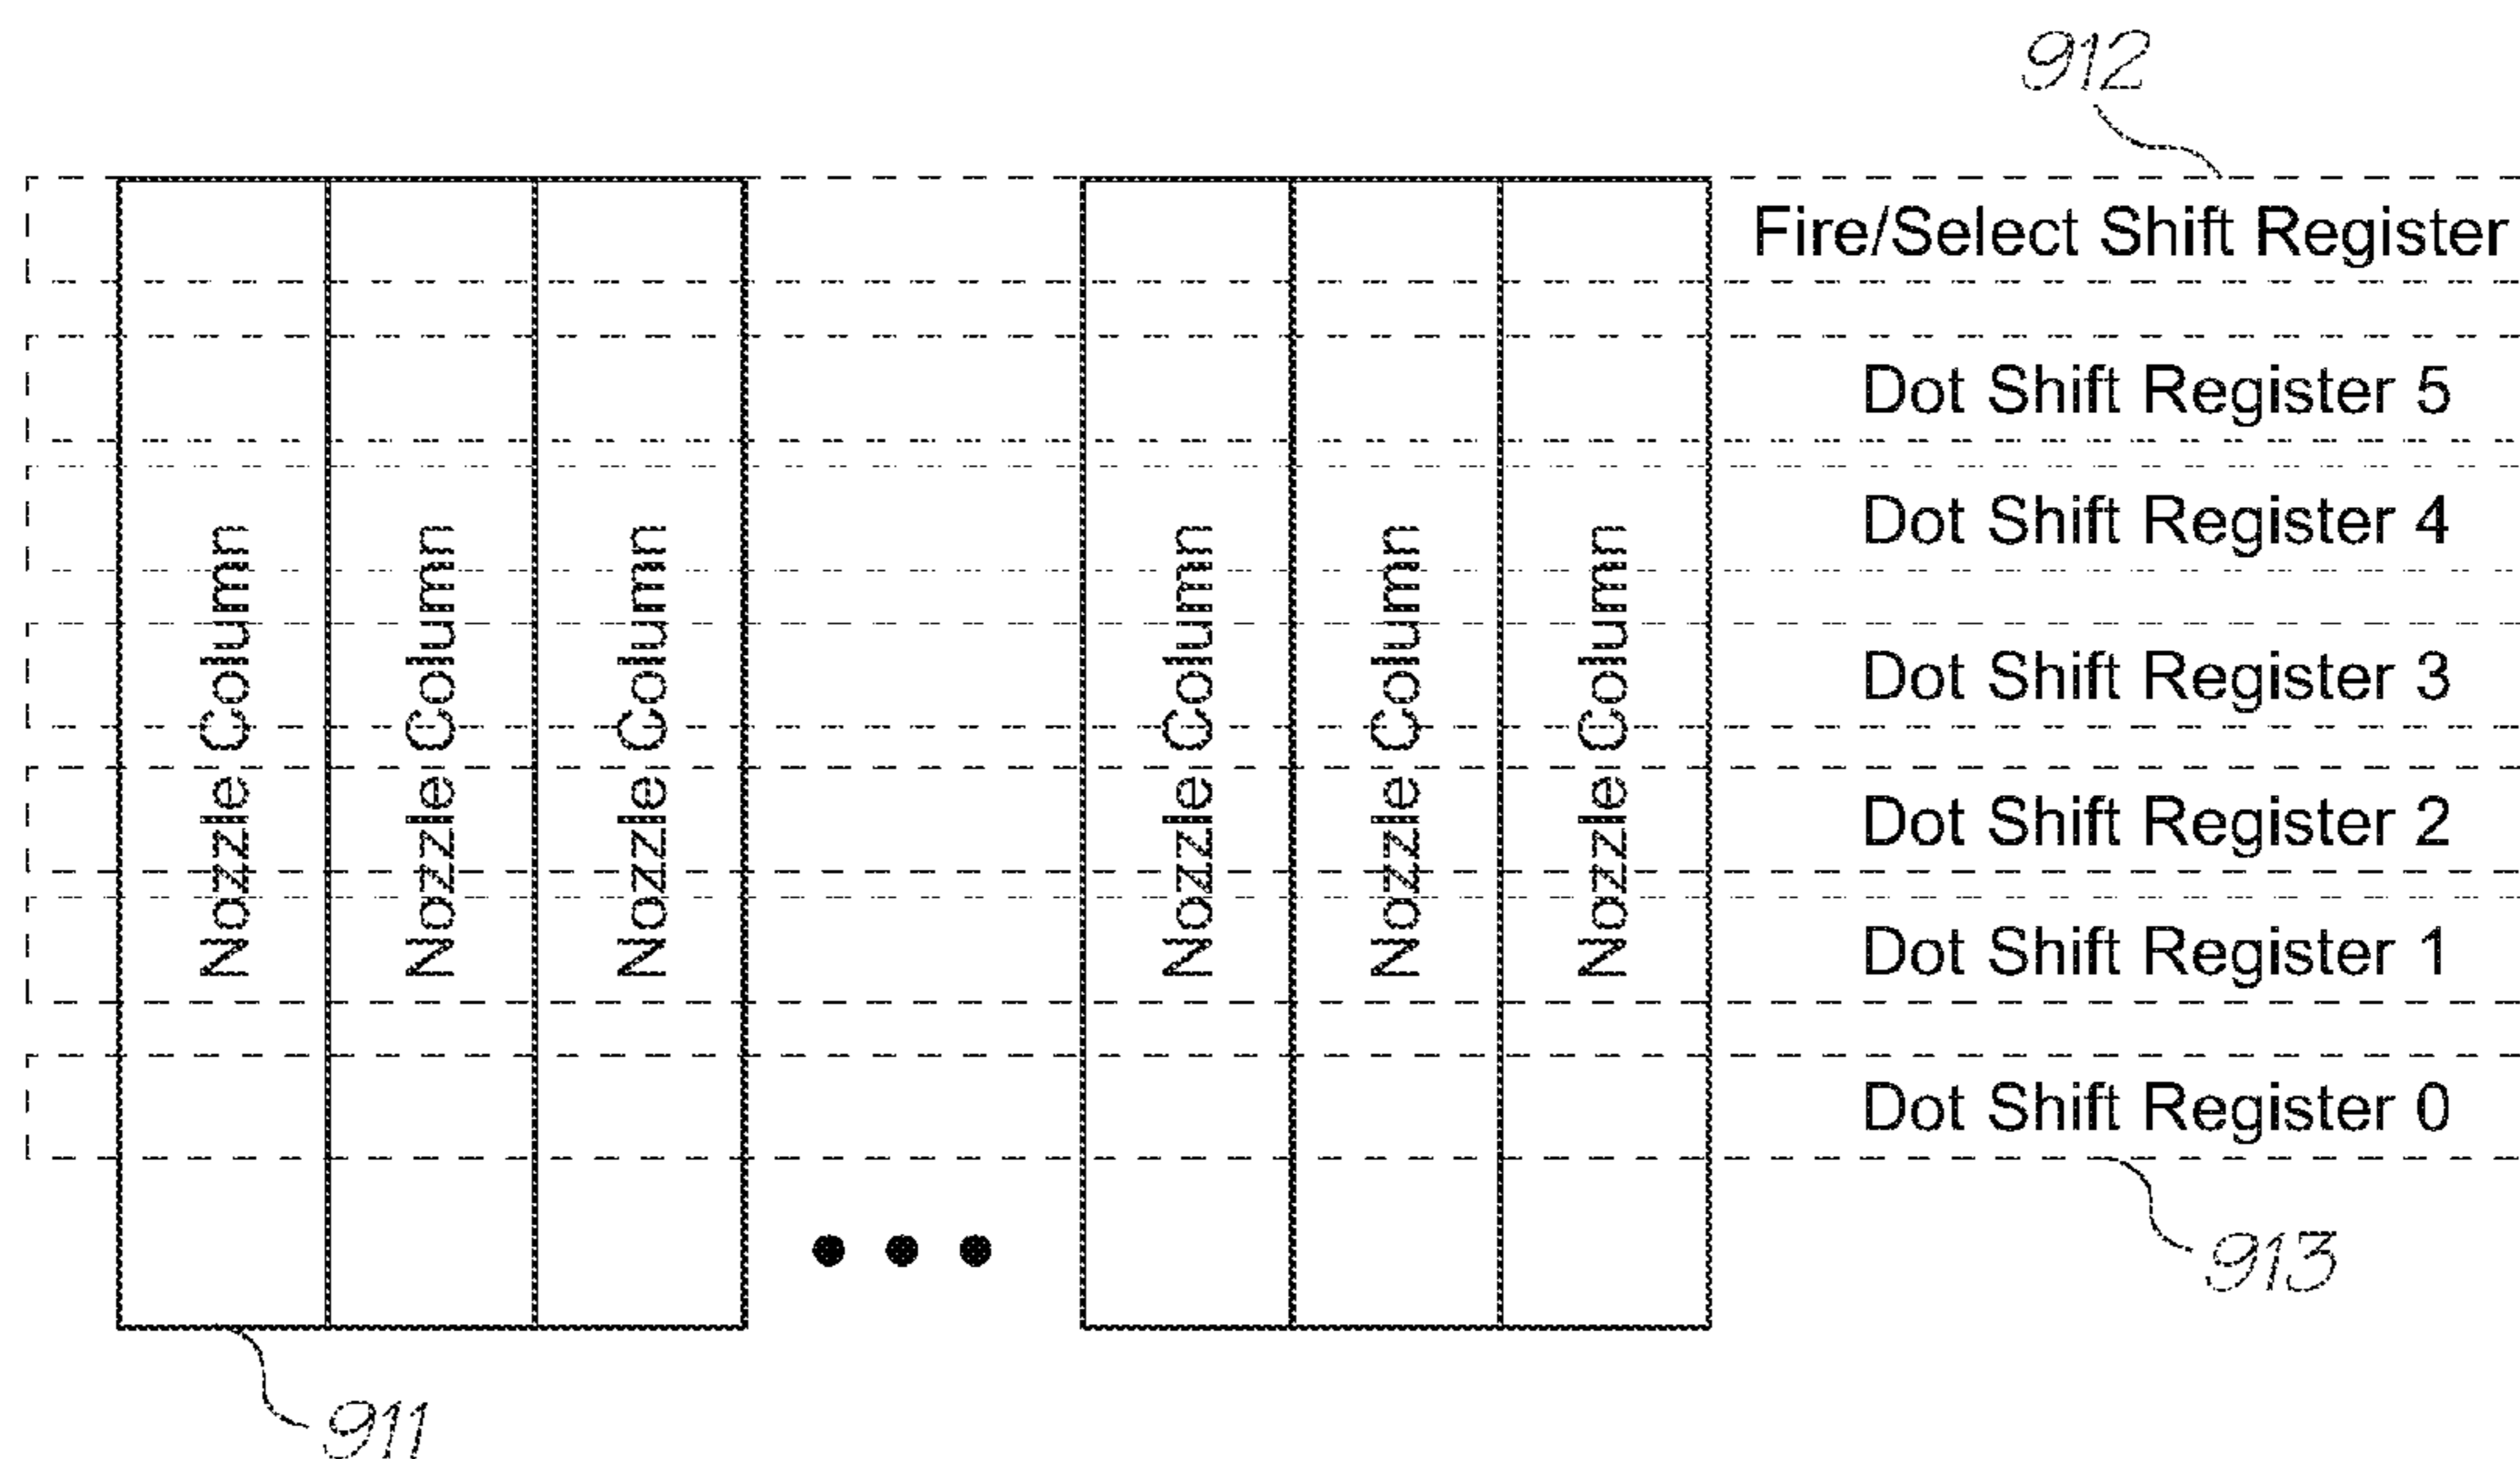 912
Fire/Select Shift Register
Dot Shift Register 5
Dot Shift Register 4
Dot Shift Register 3
Dot Shift Register 2
Dot Shift Register 1
Dot Shift Register 0
Nozzle Column
Nozzle Column
Nozzle Column
Nozzle Column
Nozzle Column
Nozzle Column
913
911